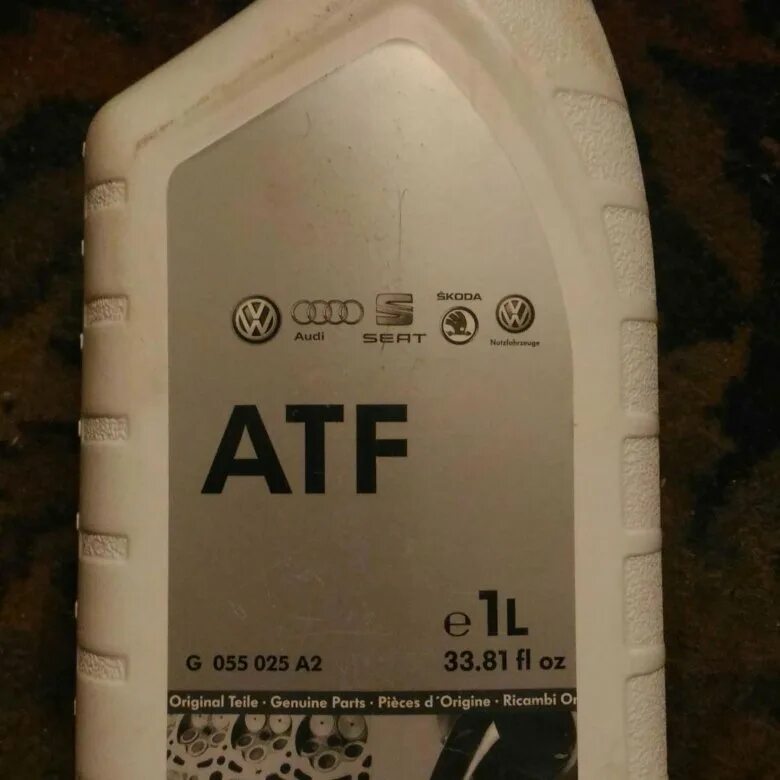 ŠKODA
Audi
SEAT
Nutzfahrzeuge
ATF
e 1L
G 055 025 A2
33.81 fl oz
Original Teile · Genuine Parts · Pièces d'Origine · Ricambi Or